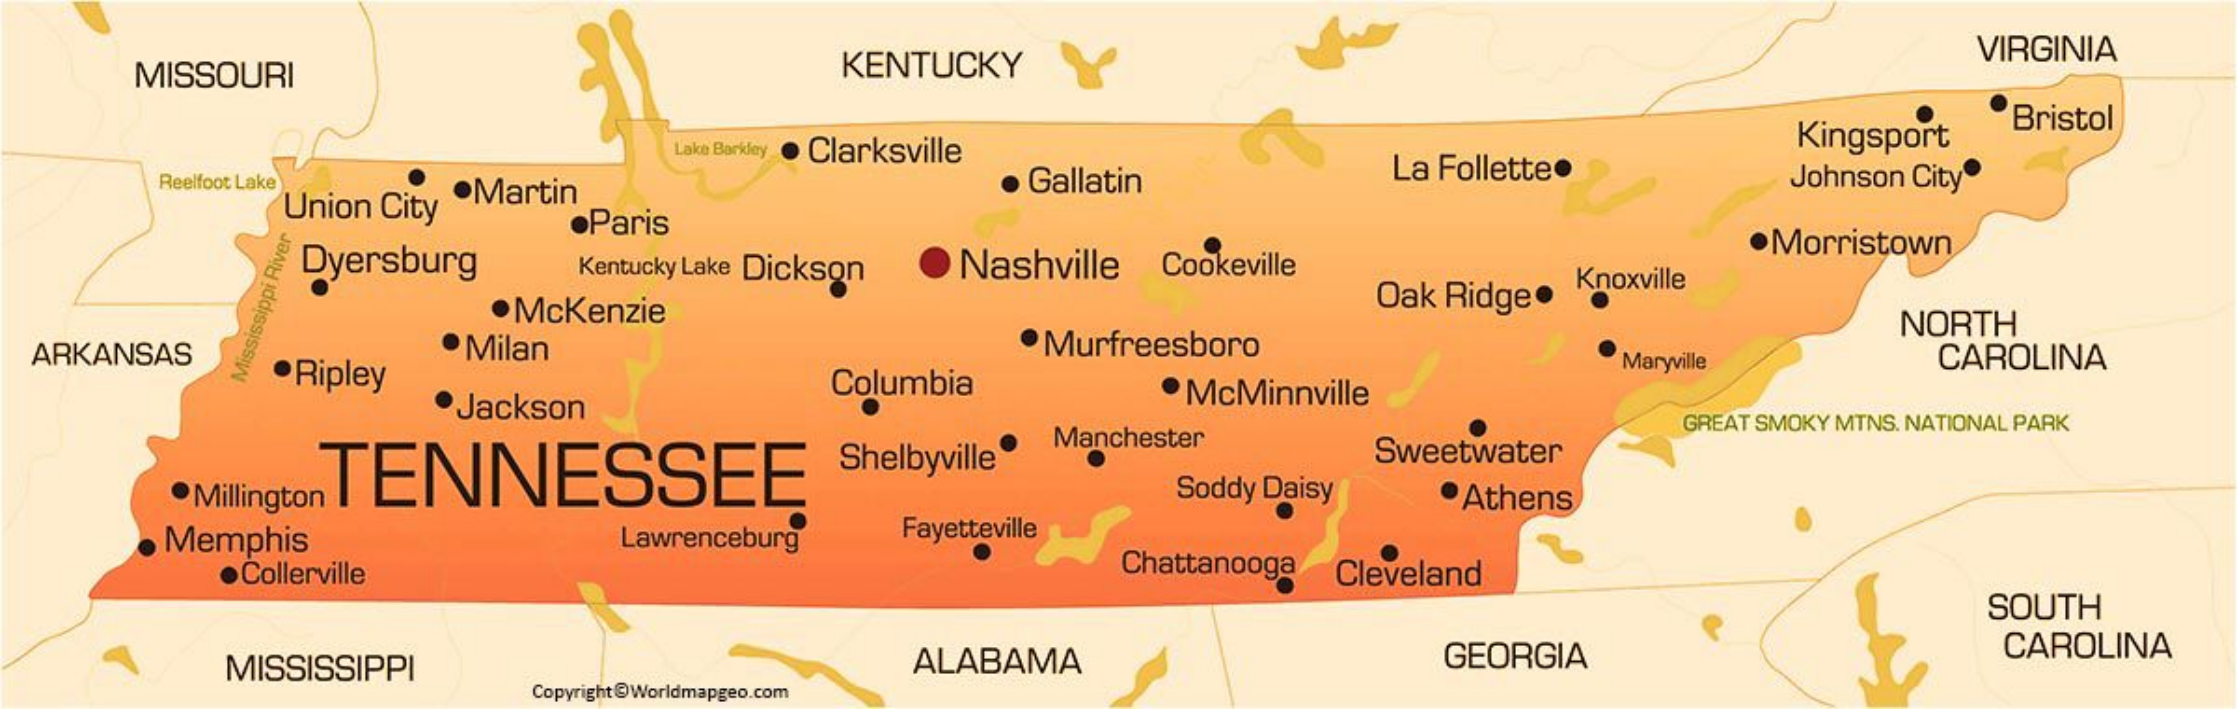 VIRGINIA
MISSOURI
KENTUCKY
Bristol
Kingsport
Lake Barkley
Clarksville
La Follette
Johnson City
Reelfoot Lake
Gallatin
Martin
Union City
Paris
Morristown
Dyersburg
Kentucky Lake
Dickson
Nashville
Cookeville
Knoxville
Oak Ridge
Mississippi River
McKenzie
NORTH
CAROLINA
ARKANSAS
Milan
Murfreesboro
Maryville
Ripley
Columbia
McMinnville
Jackson
GREAT SMOKY MTNS. NATIONAL PARK
Manchester
Shelbyville
Sweetwater
TENNESSEE
Soddy Daisy
Millington
Athens
Fayetteville
Lawrenceburg
Memphis
Chattanooga
Collerville
Cleveland
SOUTH
CAROLINA
MISSISSIPPI
ALABAMA
GEORGIA
Copyright©Worldmapgeo.com